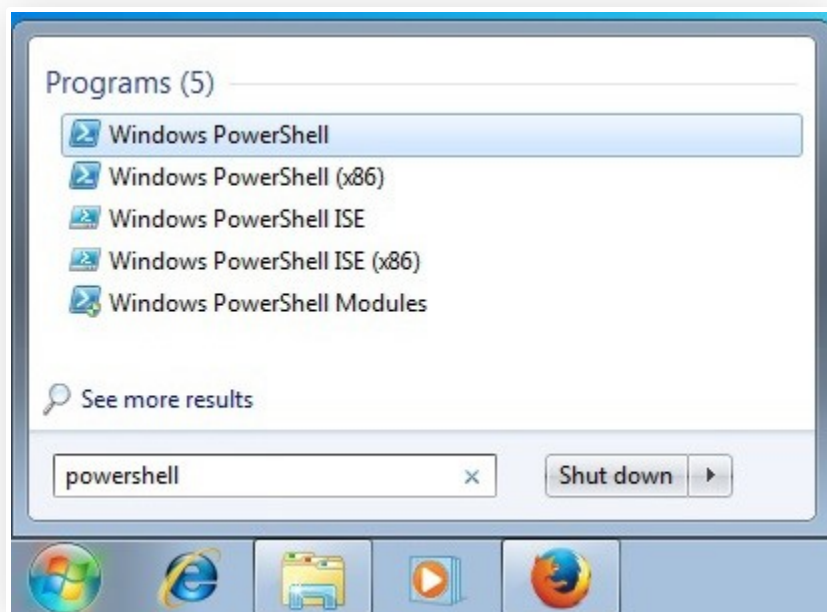 Programs (5)
Windows PowerShell
Windows PowerShell (x86)
Windows PowerShell ISE
Windows PowerShell ISE (x86)
Windows PowerShell Modules
See more results
powershell
Shut down